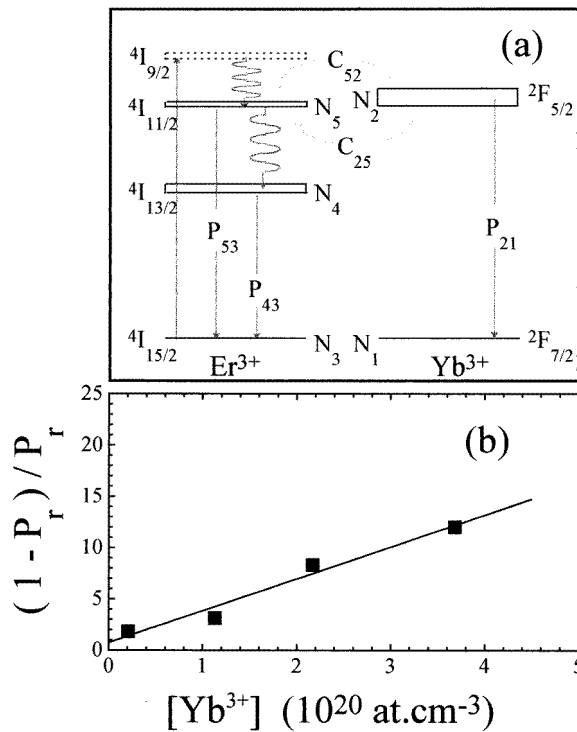 (a)
⁴I₉/₂ C₅₂
⁴I₁₁/₂ N₅ N₂ ²F₅/₂
C₂₅
⁴I₁₃/₂ N₄
P₅₃ P₂₁
P₄₃
⁴I₁₅/₂ N₃ N₁ ²F₇/₂
Er³⁺ Yb³⁺
(b)
25
20
15
10
5
0
0 1 2 3 4 5
(1 - Pᵣ) / Pᵣ
[Yb³⁺] (10²⁰ at.cm⁻³)